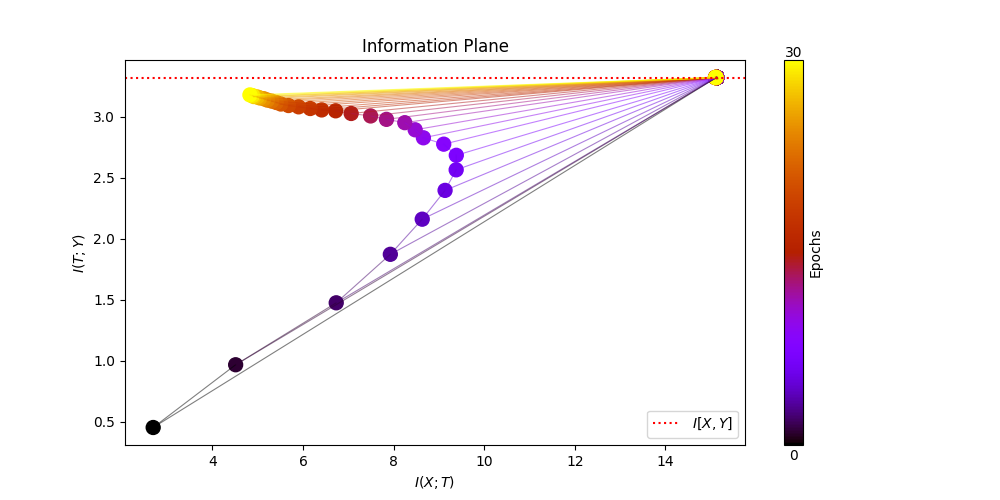 Information Plane
30
3.0
2.5
2.0
1.5
1.0
0.5
I(T; Y)
Epochs
I[X, Y]
0
4
6
8
10
12
14
I(X; T)